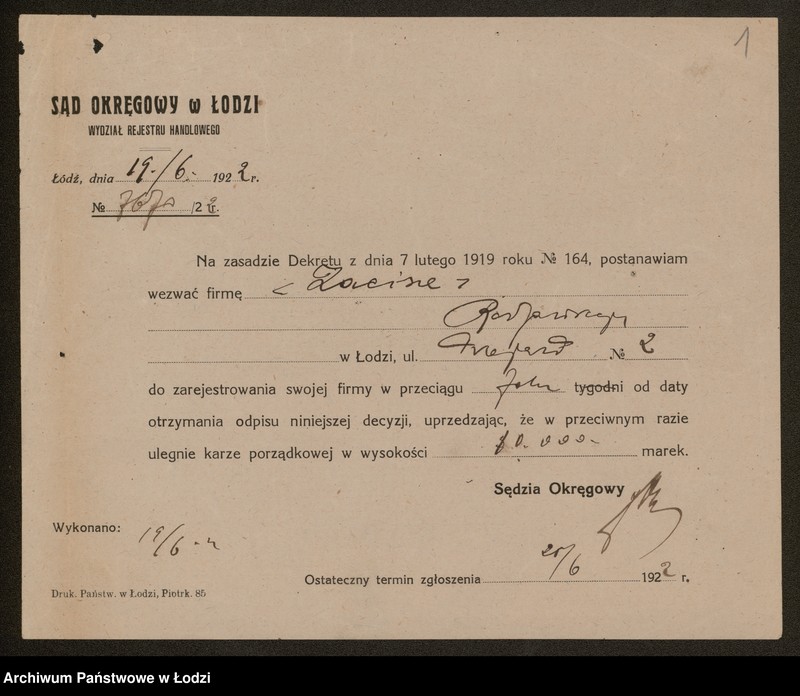 1
SĄD OKRĘGOWY w ŁODZI
WYDZIAŁ REJESTRU HANDLOWEGO
Łódź, dnia 19./6. 1922 r.
№ /22
Na zasadzie Dekretu z dnia 7 lutego 1919 roku № 164, postanawiam
wezwać firmę „Zacisze"
w Łodzi, ul. № 2
do zarejestrowania swojej firmy w przeciągu tygodni od daty
otrzymania odpisu niniejszej decyzji, uprzedzając, że w przeciwnym razie
ulegnie karze porządkowej w wysokości 10.000 marek.
Sędzia Okręgowy
Wykonano: 19/6
Ostateczny termin zgłoszenia /6 1922 r.
Druk. Państw. w Łodzi, Piotrk. 85
Archiwum Państwowe w Łodzi